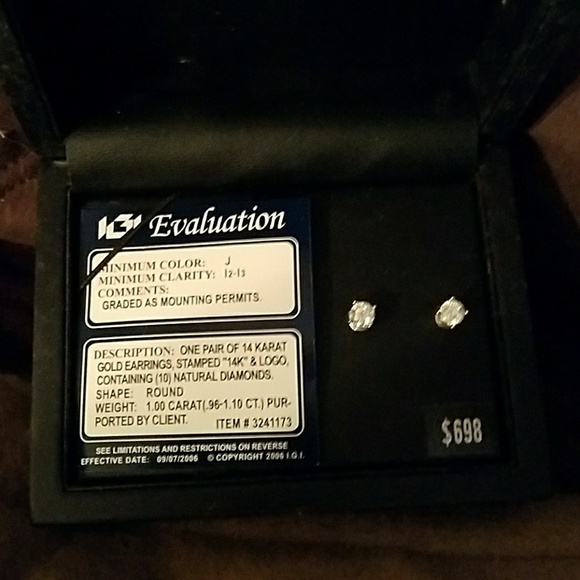 IGI Evaluation
MINIMUM COLOR: J
MINIMUM CLARITY: I2-I3
COMMENTS:
GRADED AS MOUNTING PERMITS.
DESCRIPTION: ONE PAIR OF 14 KARAT
GOLD EARRINGS, STAMPED "14K" & LOGO,
CONTAINING (10) NATURAL DIAMONDS.
SHAPE: ROUND
WEIGHT: 1.00 CARAT(.96-1.10 CT.) PUR-
PORTED BY CLIENT. ITEM # 3241173
SEE LIMITATIONS AND RESTRICTIONS ON REVERSE
EFFECTIVE DATE: 09/07/2006 © COPYRIGHT 2006 I.G.I.
$698